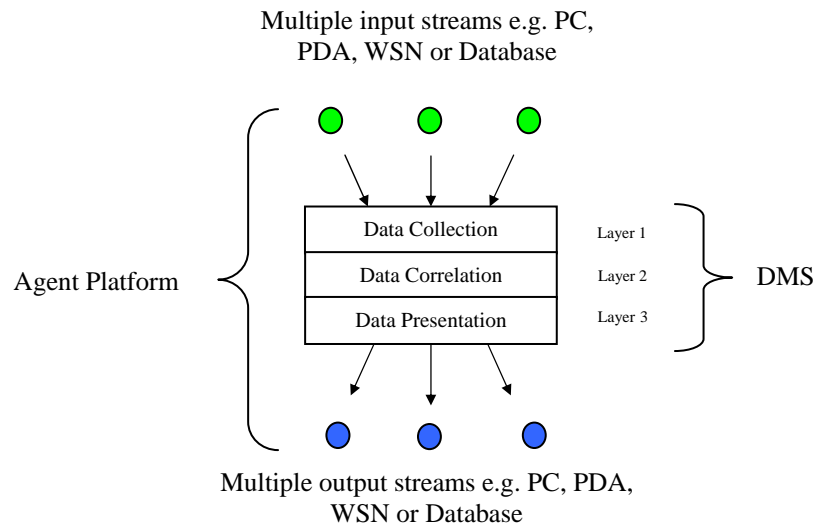 Multiple input streams e.g. PC,
PDA, WSN or Database
Data Collection
Layer 1
Data Correlation
Layer 2
Agent Platform
DMS
Data Presentation
Layer 3
Multiple output streams e.g. PC, PDA,
WSN or Database